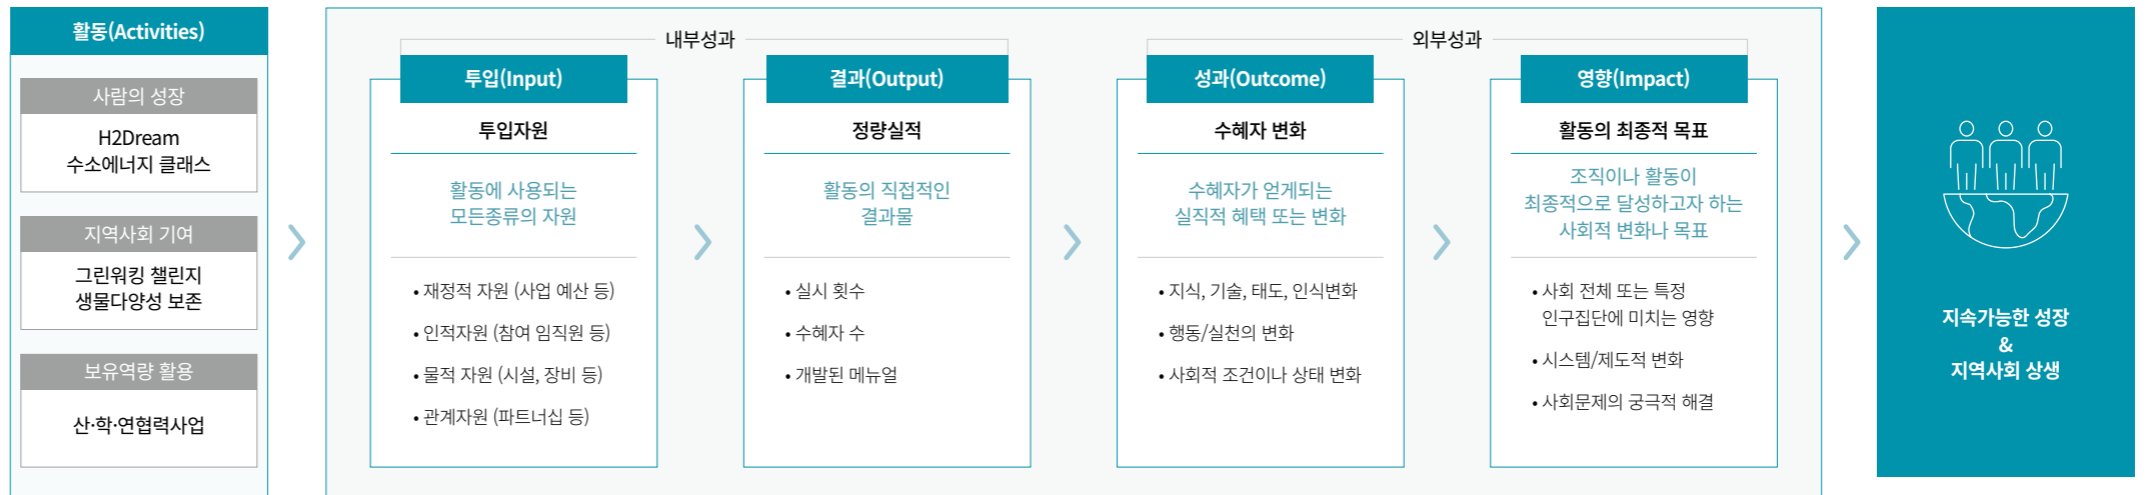 활동(Activities)
사람의 성장
H2Dream
수소에너지 클래스
지역사회 기여
그린워킹 챌린지
생물다양성 보존
보유역량 활용
산·학·연협력사업
내부성과
투입(Input)
투입자원
활동에 사용되는
모든종류의 자원
• 재정적 자원 (사업 예산 등)
• 인적자원 (참여 임직원 등)
• 물적 자원 (시설, 장비 등)
• 관계자원 (파트너십 등)
결과(Output)
정량실적
활동의 직접적인
결과물
• 실시 횟수
• 수혜자 수
• 개발된 메뉴얼
외부성과
성과(Outcome)
수혜자 변화
수혜자가 얻게되는
실직적 혜택 또는 변화
• 지식, 기술, 태도, 인식변화
• 행동/실천의 변화
• 사회적 조건이나 상태 변화
영향(Impact)
활동의 최종적 목표
조직이나 활동이
최종적으로 달성하고자 하는
사회적 변화나 목표
• 사회 전체 또는 특정
인구집단에 미치는 영향
• 시스템/제도적 변화
• 사회문제의 궁극적 해결
지속가능한 성장
&
지역사회 상생